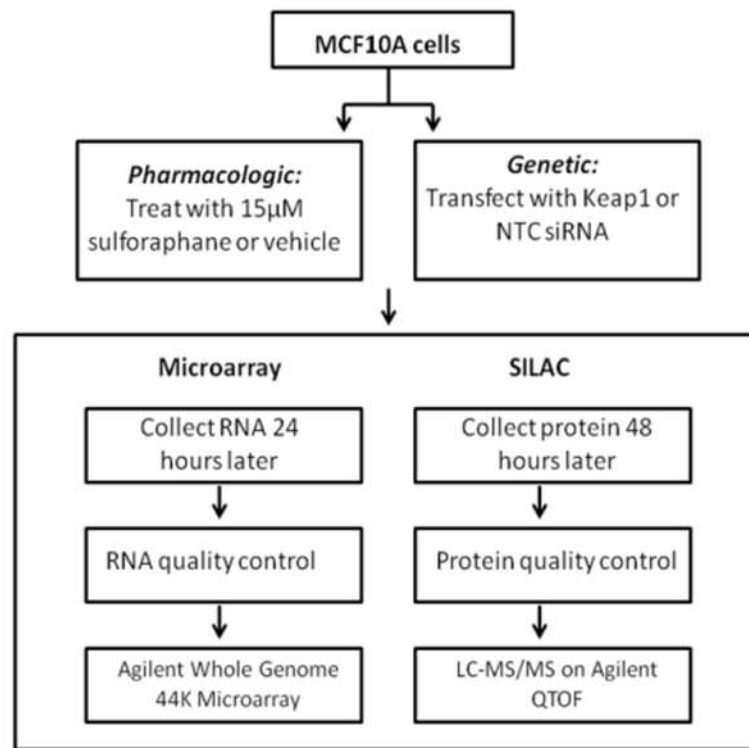 MCF10A cells
Pharmacologic:
Treat with 15μM
sulforaphane or vehicle
Genetic:
Transfect with Keap1 or
NTC siRNA
Microarray
SILAC
Collect RNA 24
hours later
Collect protein 48
hours later
RNA quality control
Protein quality control
Agilent Whole Genome
44K Microarray
LC-MS/MS on Agilent
QTOF